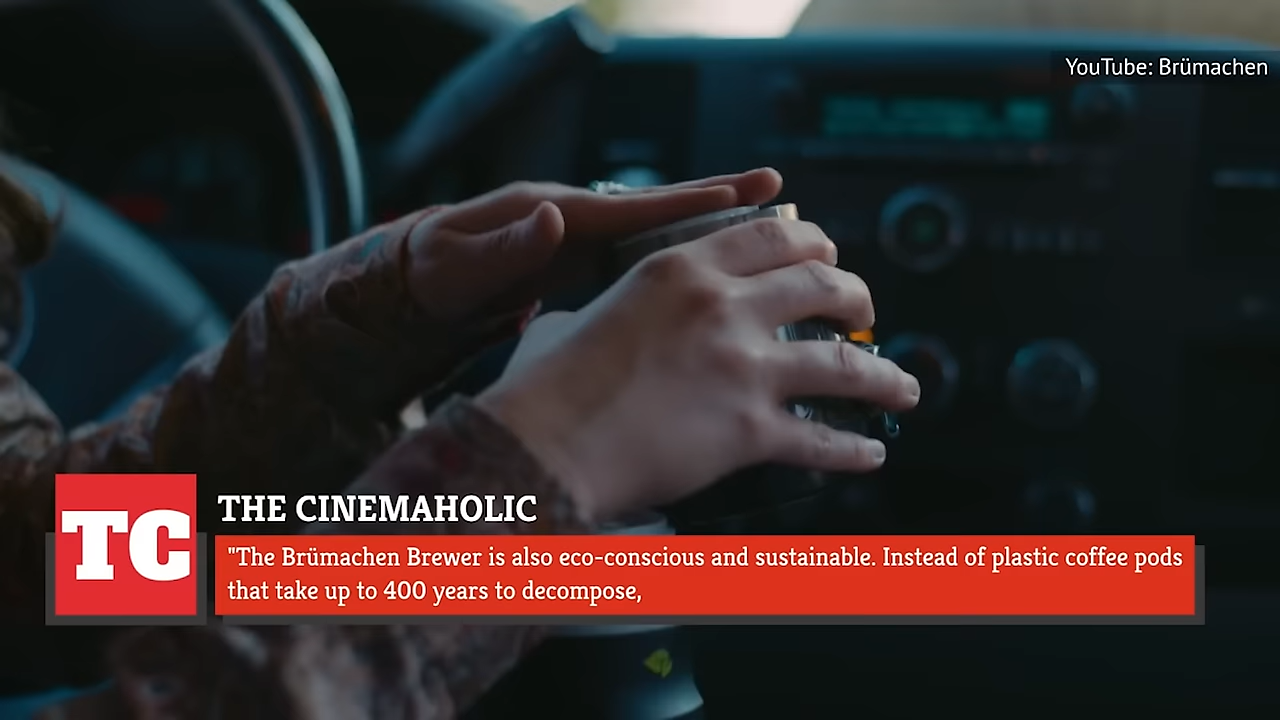 YouTube: Brümachen
TC
THE CINEMAHOLIC
"The Brümachen Brewer is also eco-conscious and sustainable. Instead of plastic coffee pods
that take up to 400 years to decompose,